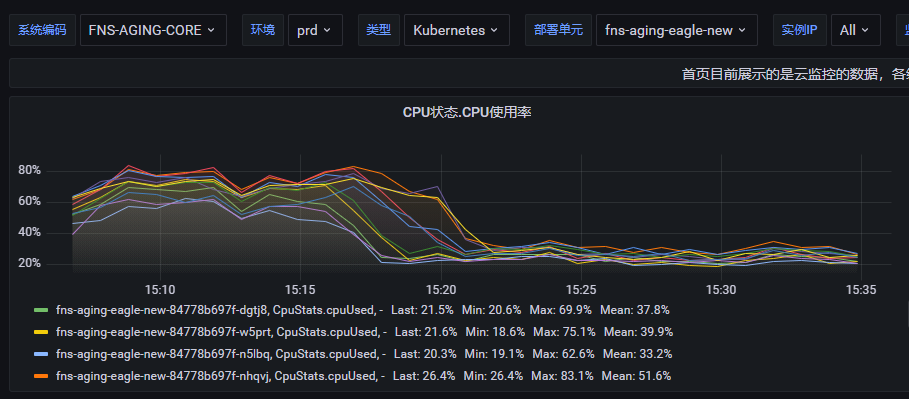 系统编码 FNS-AGING-CORE 环境 prd 类型 Kubernetes 部署单元 fns-aging-eagle-new 实例IP All
首页目前展示的是云监控的数据，各
CPU状态.CPU使用率
80%
60%
40%
20%
15:10 15:15 15:20 15:25 15:30 15:35
fns-aging-eagle-new-84778b697f-dgtj8, CpuStats.cpuUsed, - Last: 21.5% Min: 20.6% Max: 69.9% Mean: 37.8%
fns-aging-eagle-new-84778b697f-w5prt, CpuStats.cpuUsed, - Last: 21.6% Min: 18.6% Max: 75.1% Mean: 39.9%
fns-aging-eagle-new-84778b697f-n5lbq, CpuStats.cpuUsed, - Last: 20.3% Min: 19.1% Max: 62.6% Mean: 33.2%
fns-aging-eagle-new-84778b697f-nhqvj, CpuStats.cpuUsed, - Last: 26.4% Min: 26.4% Max: 83.1% Mean: 51.6%